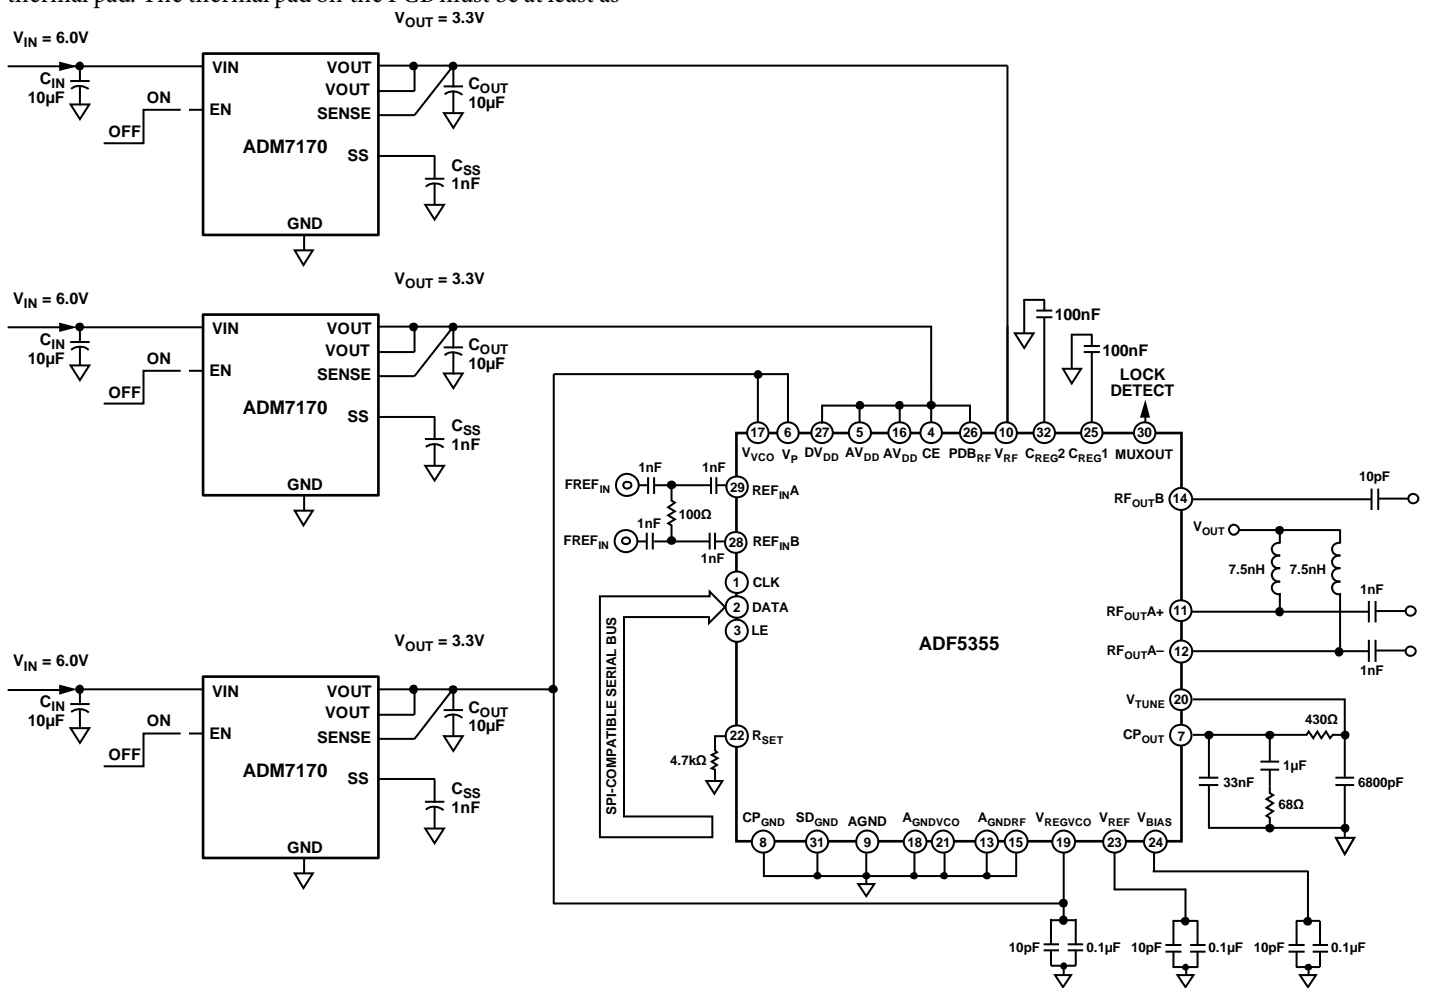 thermal pad. The thermal pad on the PCB must be at least as
VOUT = 3.3V
VIN = 6.0V
CIN
10µF
ON
OFF
VIN
EN
VOUT
VOUT
SENSE
ADM7170
SS
GND
COUT
10µF
CSS
1nF
VOUT = 3.3V
VIN = 6.0V
CIN
10µF
ON
OFF
VIN
EN
VOUT
VOUT
SENSE
ADM7170
SS
GND
COUT
10µF
CSS
1nF
VOUT = 3.3V
VIN = 6.0V
CIN
10µF
ON
OFF
VIN
EN
VOUT
VOUT
SENSE
ADM7170
SS
GND
COUT
10µF
CSS
1nF
100nF
100nF
LOCK
DETECT
17 6 27 5 16 4 26 10 32 25 30
VVCO VP DVDD AVDD AVDD CE PDBRF VRF CREG2 CREG1 MUXOUT
FREFIN
1nF
1nF
29 REFINA
100Ω
FREFIN
1nF
1nF
28 REFINB
1 CLK
2 DATA
3 LE
SPI-COMPATIBLE SERIAL BUS
22 RSET
4.7kΩ
ADF5355
RFOUTB 14
10pF
VOUT
7.5nH
7.5nH
RFOUTA+ 11
1nF
RFOUTA– 12
1nF
VTUNE 20
CPOUT 7
430Ω
33nF
1µF
68Ω
6800pF
CPGND SDGND AGND AGNDVCO AGNDRF VREGVCO VREF VBIAS
8 31 9 18 21 13 15 19 23 24
10pF
0.1µF
10pF
0.1µF
10pF
0.1µF